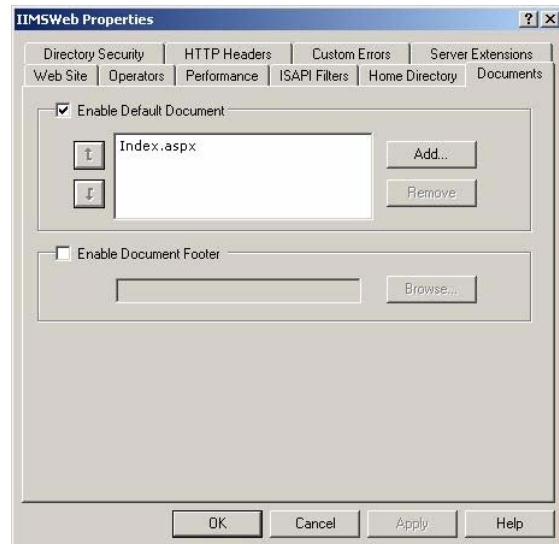 IIMSWeb Properties
Directory Security HTTP Headers Custom Errors Server Extensions
Web Site Operators Performance ISAPI Filters Home Directory Documents
Enable Default Document
Index.aspx
Add...
Remove
Enable Document Footer
Browse...
OK Cancel Apply Help